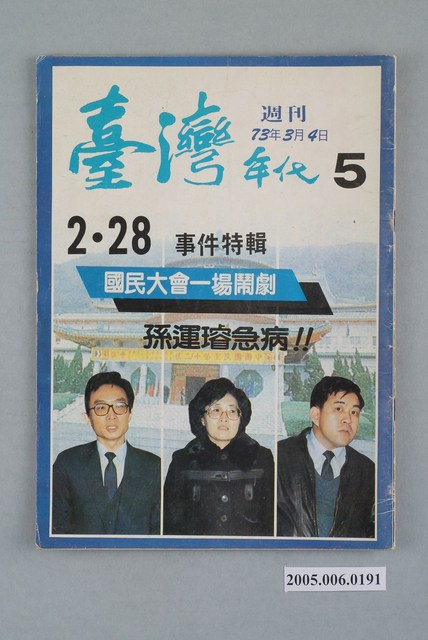 臺灣年代 5
週刊
73年3月4日
2·28 事件特輯
國民大會一場鬧劇
孫運璿急病!!
2005.006.0191